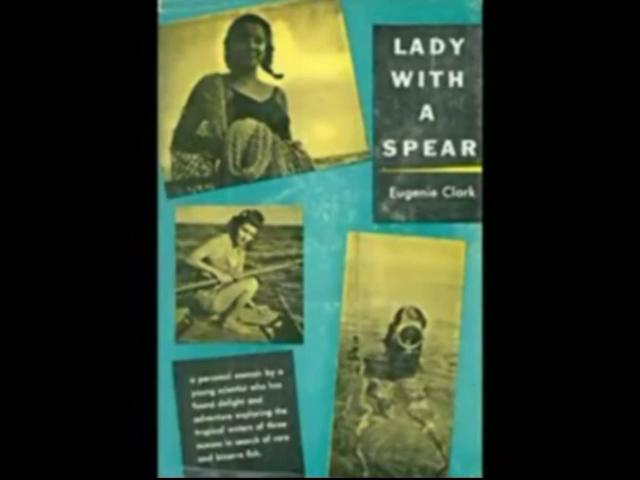 LADY
WITH
A
SPEAR
Eugenie Clark
a personal memoir by a
young scientist who has
found delight and
adventure exploring the
tropical waters of three
oceans in search of rare
and bizarre fish.